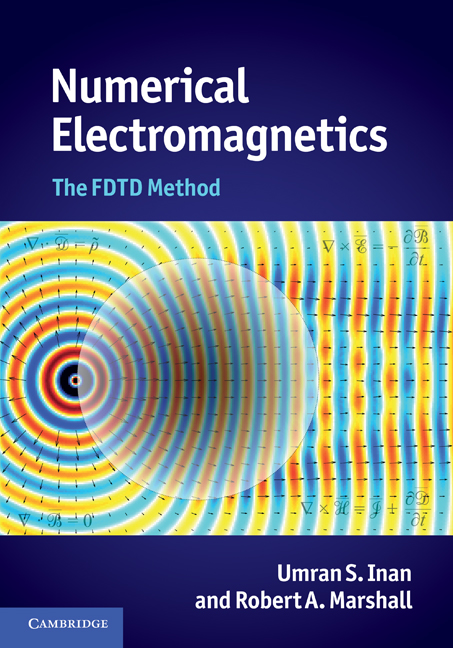 Numerical
Electromagnetics
The FDTD Method
∇ · 𝒟̅ = ρ̃
∇ × ℰ̅ = − ∂ℬ̅/∂t
∇ · ℬ̅ = 0
∇ × ℋ̅ = 𝒥̅ + ∂𝒟̅/∂t
Umran S. Inan
and Robert A. Marshall
CAMBRIDGE